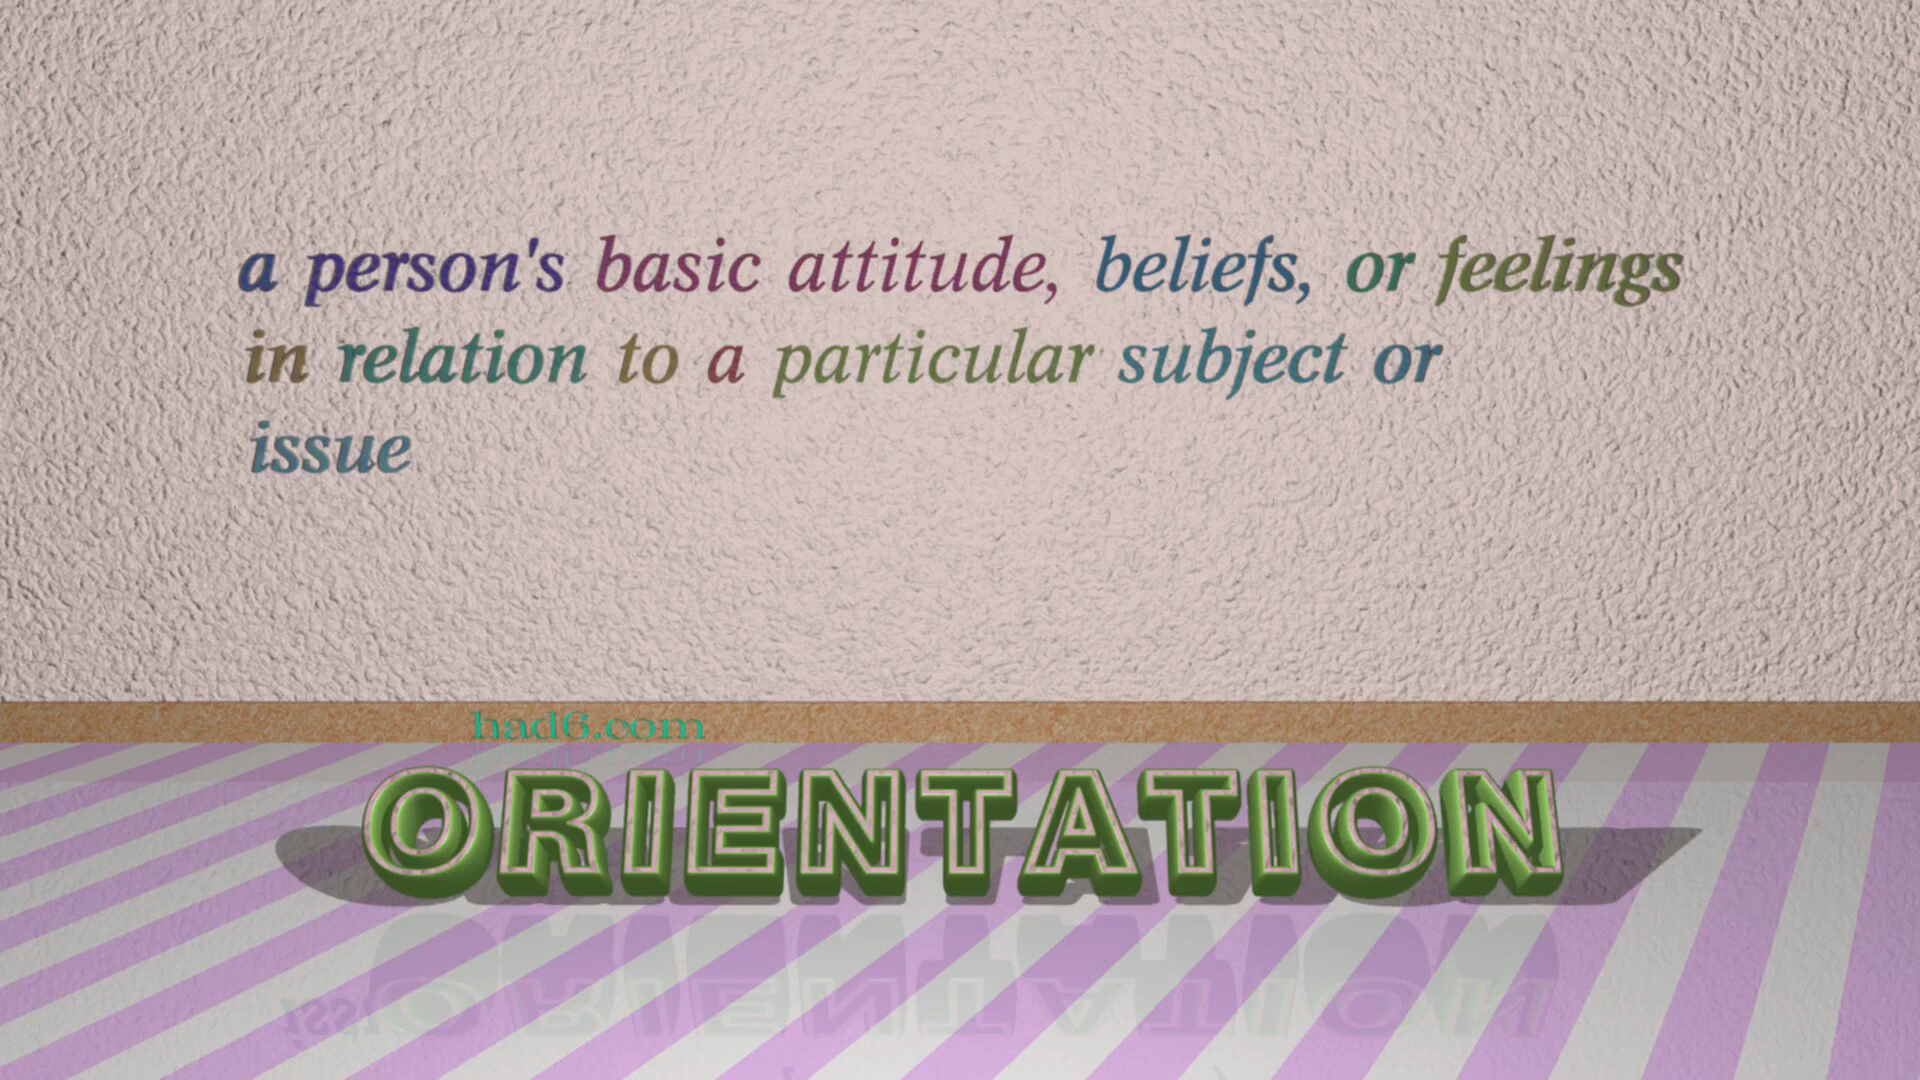 a person's basic attitude, beliefs, or feelings
in relation to a particular subject or
issue
had6.com
ORIENTATION